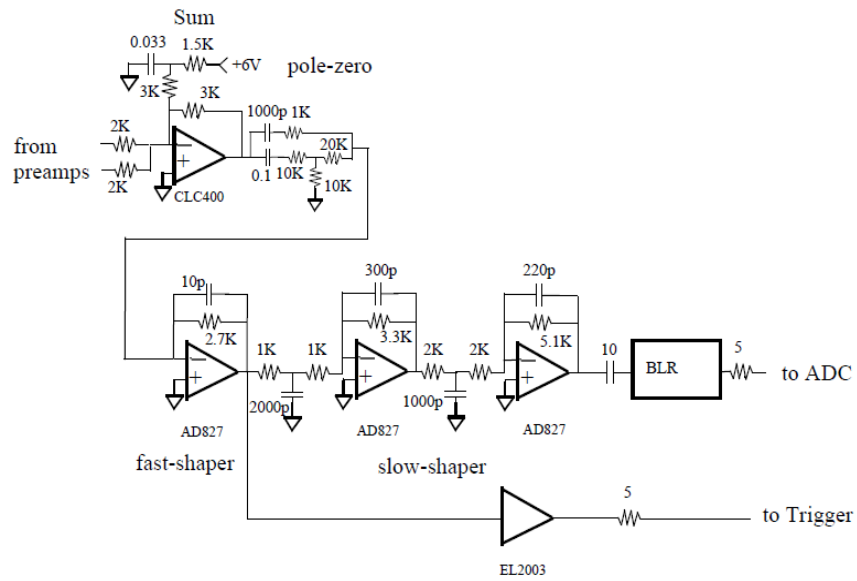 Sum
0.033
1.5K
+6V
pole-zero
3K
3K
1000p
1K
2K
from
preamps
20K
2K
0.1
10K
10K
CLC400
10p
300p
220p
2.7K
3.3K
5.1K
1K
1K
2K
2K
10
BLR
5
to ADC
2000p
1000p
AD827
AD827
AD827
fast-shaper
slow-shaper
5
to Trigger
EL2003